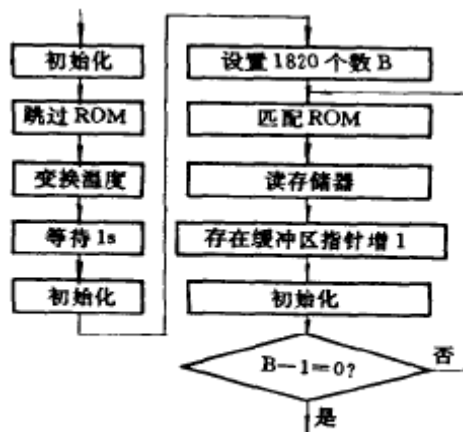 初始化
跳过ROM
变换温度
等待1s
初始化
设置1820个数B
匹配ROM
读存储器
存在缓冲区指针增1
初始化
B—1=0?
否
是